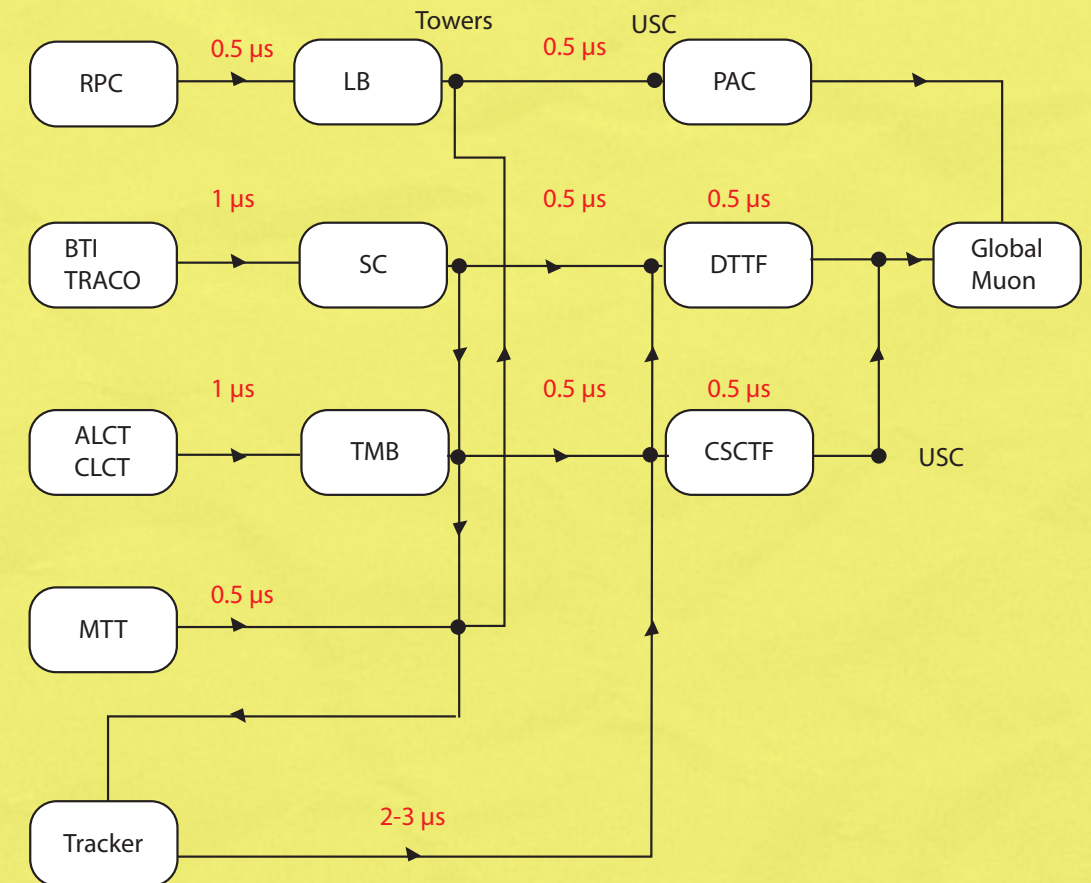 Towers
USC
0.5 µs
0.5 µs
RPC
LB
PAC
1 µs
0.5 µs
0.5 µs
BTI
TRACO
SC
DTTF
Global
Muon
1 µs
0.5 µs
0.5 µs
ALCT
CLCT
TMB
CSCTF
USC
0.5 µs
MTT
2-3 µs
Tracker